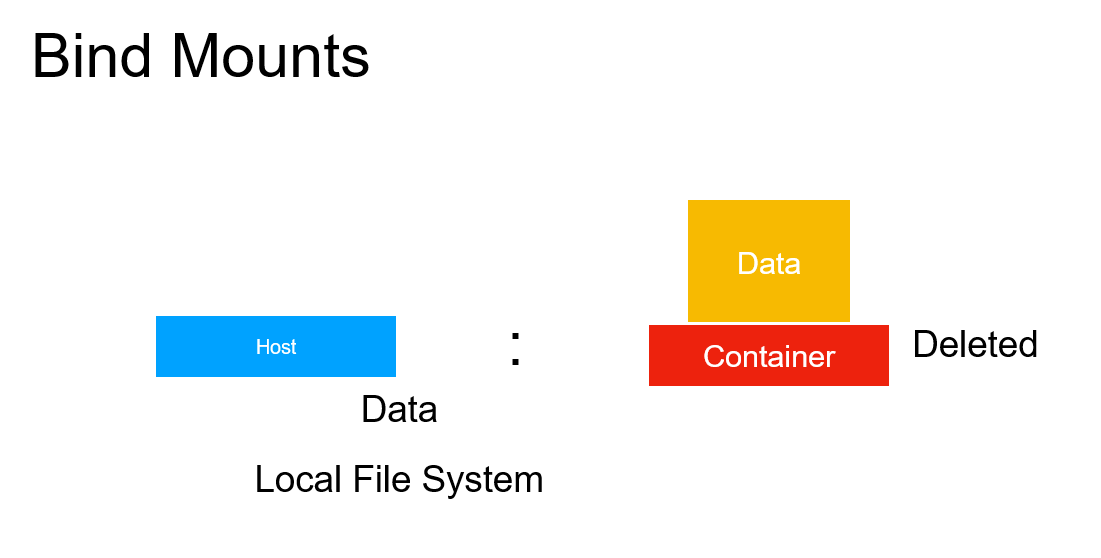 Bind Mounts
Data
Host
:
Container
Deleted
Data
Local File System